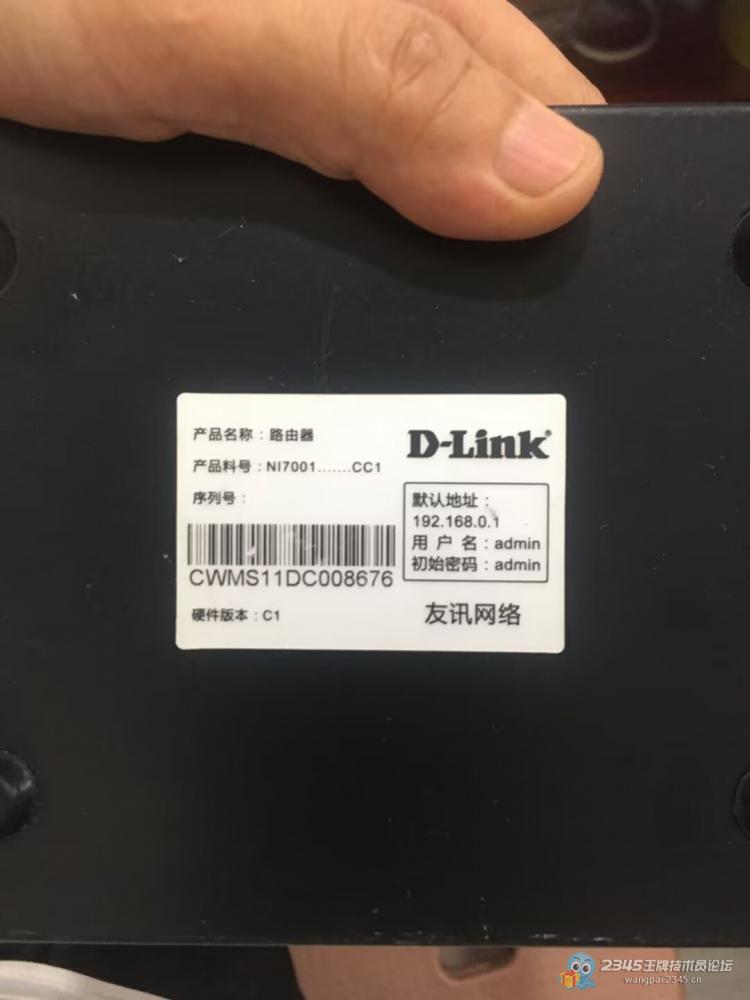 产品名称：路由器
D-Link®
产品料号：NI7001.......CC1
序列号：
CWMS11DC008676
硬件版本：C1
默认地址：
192.168.0.1
用 户 名：admin
初始密码：admin
友讯网络
2345王牌技术员论坛
wangpai.2345.cn